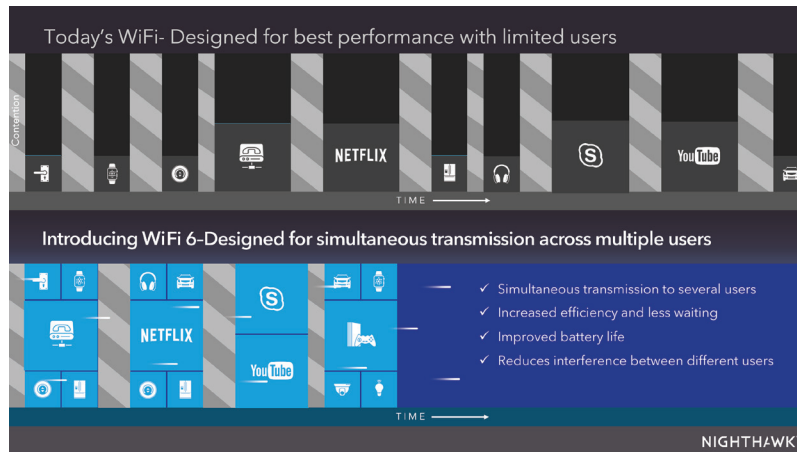 Today's WiFi- Designed for best performance with limited users
Contention
NETFLIX
S
YouTube
TIME
Introducing WiFi 6–Designed for simultaneous transmission across multiple users
S
NETFLIX
YouTube
✓ Simultaneous transmission to several users
✓ Increased efficiency and less waiting
✓ Improved battery life
✓ Reduces interference between different users
TIME
NIGHTHAWK